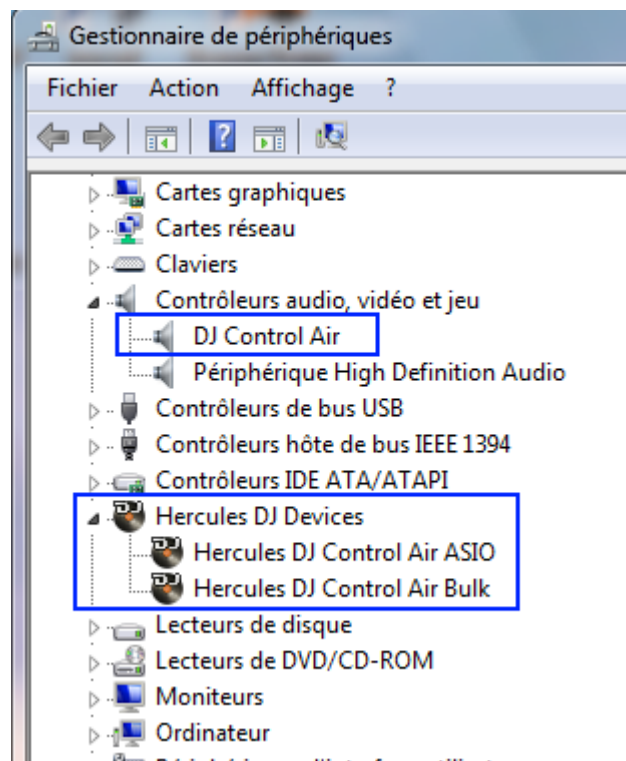 Gestionnaire de périphériques
Fichier Action Affichage ?
Cartes graphiques
Cartes réseau
Claviers
Contrôleurs audio, vidéo et jeu
DJ Control Air
Périphérique High Definition Audio
Contrôleurs de bus USB
Contrôleurs hôte de bus IEEE 1394
Contrôleurs IDE ATA/ATAPI
Hercules DJ Devices
Hercules DJ Control Air ASIO
Hercules DJ Control Air Bulk
Lecteurs de disque
Lecteurs de DVD/CD-ROM
Moniteurs
Ordinateur